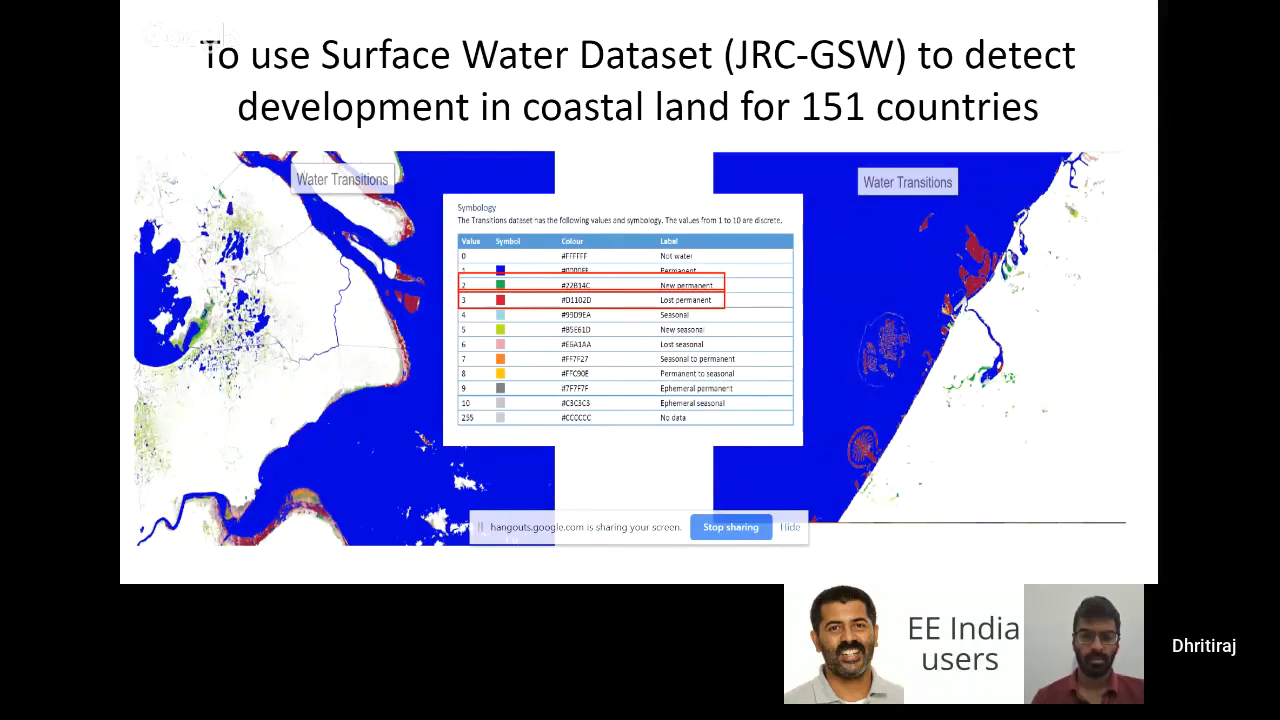 Google
To use Surface Water Dataset (JRC-GSW) to detect
development in coastal land for 151 countries
Water Transitions
Water Transitions
Symbology
The Transitions dataset has the following values and symbology. The values from 1 to 10 are discrete.
Value Symbol Colour Label
0 #FFFFFF Not water
1 #0000FF Permanent
2 #22B14C New permanent
3 #D1102D Lost permanent
4 #99D9EA Seasonal
5 #B5E61D New seasonal
6 #E6A1AA Lost seasonal
7 #FF7F27 Seasonal to permanent
8 #FFC90E Permanent to seasonal
9 #7F7F7F Ephemeral permanent
10 #C3C3C3 Ephemeral seasonal
255 #CCCCCC No data
hangouts.google.com is sharing your screen. Stop sharing Hide
EE India
users
Dhritiraj